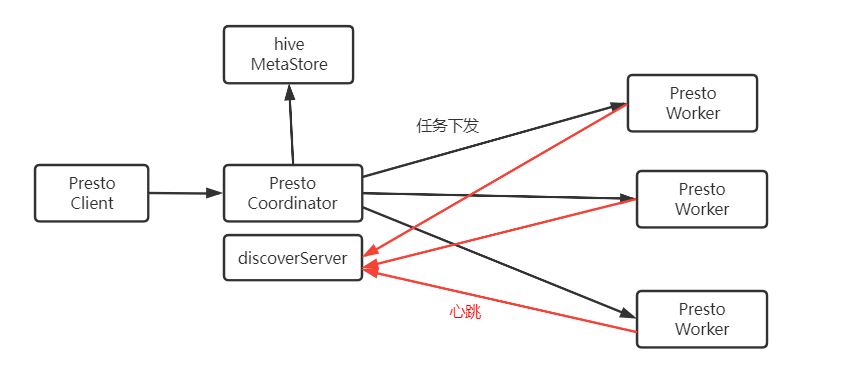 hive
MetaStore
Presto
Worker
任务下发
Presto
Client
Presto
Coordinator
Presto
Worker
discoverServer
心跳
Presto
Worker